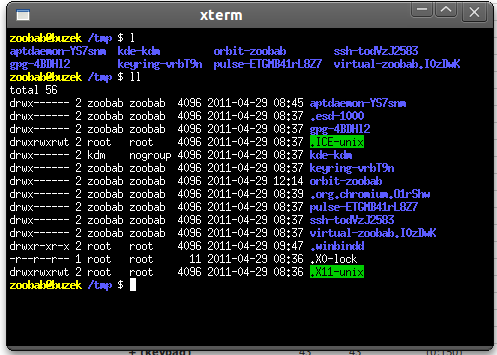 xterm
zoobab@buzek /tmp $ l
aptdaemon-YS7snm kde-kdm orbit-zoobab ssh-todVzJ2583
gpg-4BDHl2 keyring-vrbT9n pulse-ETGMB41rL8Z7 virtual-zoobab.IOzDwK
zoobab@buzek /tmp $ ll
total 56
drwx------ 2 zoobab zoobab 4096 2011-04-29 08:45 aptdaemon-YS7snm
drwx------ 2 zoobab zoobab 4096 2011-04-29 08:37 .esd-1000
drwx------ 2 zoobab zoobab 4096 2011-04-29 08:37 gpg-4BDHl2
drwxrwxrwt 2 root root 4096 2011-04-29 08:37 .ICE-unix
drwx------ 2 kdm nogroup 4096 2011-04-29 08:37 kde-kdm
drwx------ 2 zoobab zoobab 4096 2011-04-29 08:37 keyring-vrbT9n
drwx------ 2 zoobab zoobab 4096 2011-04-29 12:14 orbit-zoobab
drwx------ 2 zoobab zoobab 4096 2011-04-29 08:39 .org.chromium.O1rShw
drwx------ 2 zoobab zoobab 4096 2011-04-29 08:37 pulse-ETGMB41rL8Z7
drwx------ 2 zoobab zoobab 4096 2011-04-29 08:37 ssh-todVzJ2583
drwx------ 2 zoobab zoobab 4096 2011-04-29 08:37 virtual-zoobab.IOzDwK
drwxr-xr-x 2 root root 4096 2011-04-29 09:47 .winbindd
-r--r--r-- 1 root root 11 2011-04-29 08:36 .X0-lock
drwxrwxrwt 2 root root 4096 2011-04-29 08:36 .X11-unix
zoobab@buzek /tmp $